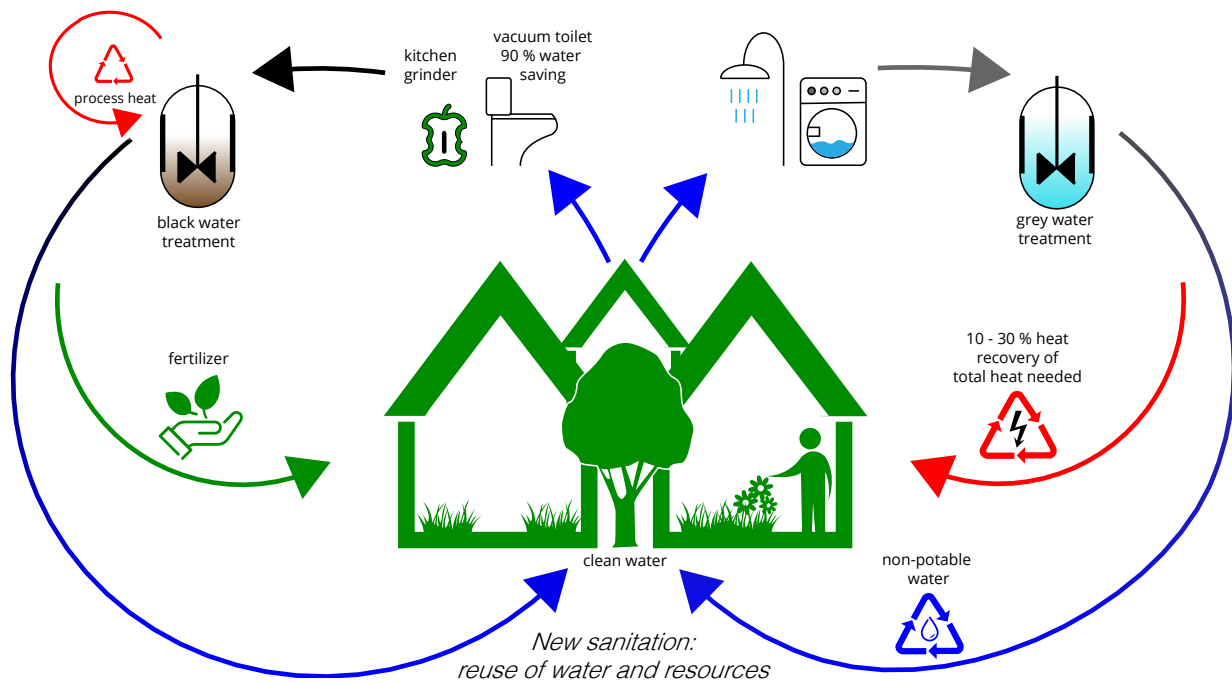 process heat
kitchen
grinder
vacuum toilet
90 % water
saving
black water
treatment
grey water
treatment
fertilizer
10 - 30 % heat
recovery of
total heat needed
clean water
non-potable
water
New sanitation:
reuse of water and resources